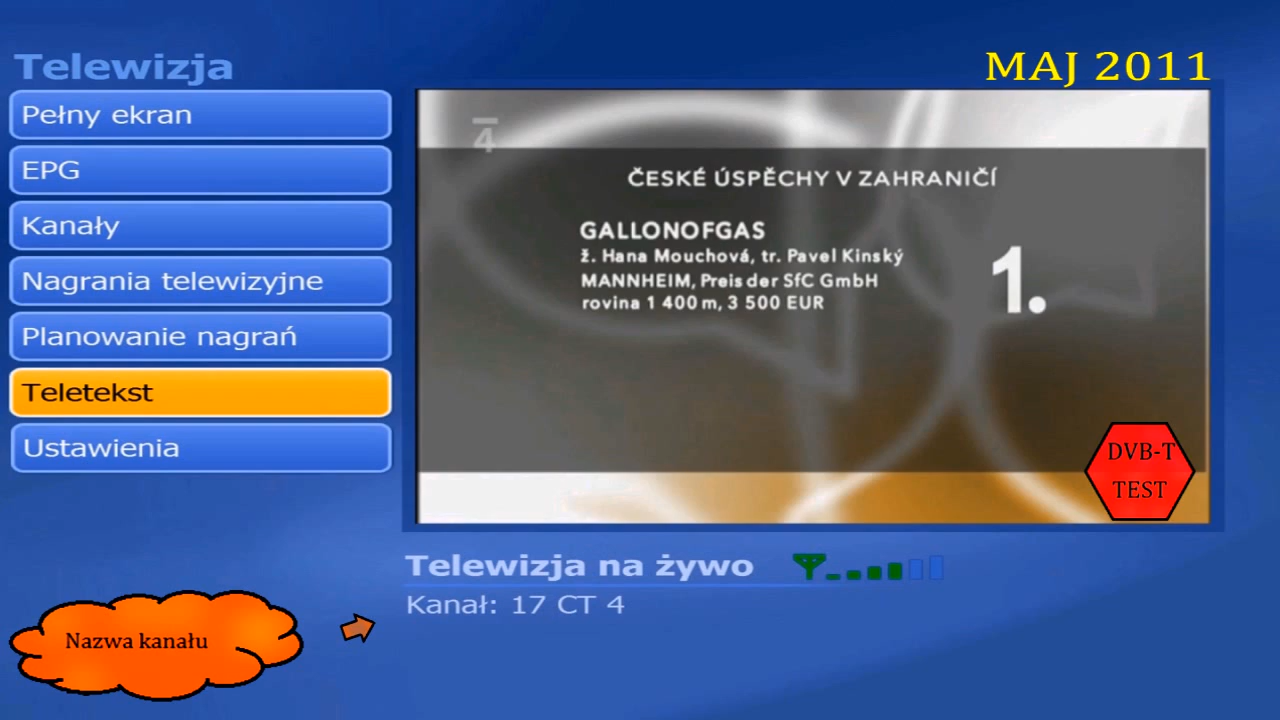 Telewizja
MAJ 2011
Pełny ekran
EPG
Kanały
Nagrania telewizyjne
Planowanie nagrań
Teletekst
Ustawienia
4
ČESKÉ ÚSPĚCHY V ZAHRANIČÍ
GALLONOFGAS
ž. Hana Mouchová, tr. Pavel Kinský
MANNHEIM, Preis der SfC GmbH
rovina 1 400 m, 3 500 EUR
1.
DVB-T
TEST
Telewizja na żywo
Kanał: 17 CT 4
Nazwa kanału